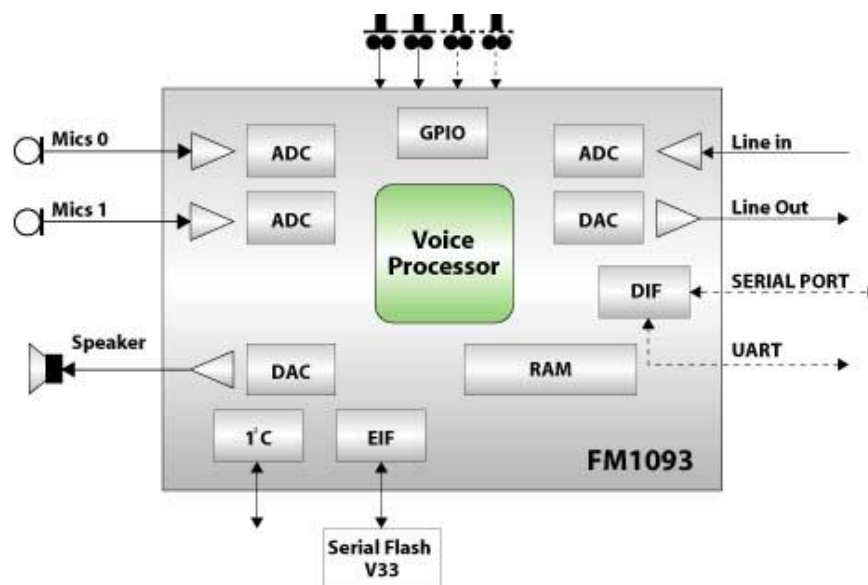 GPIO
Mics 0
ADC
ADC
Line in
Mics 1
ADC
DAC
Line Out
Voice
Processor
DIF
SERIAL PORT
Speaker
DAC
RAM
UART
1²C
EIF
FM1093
Serial Flash
V33